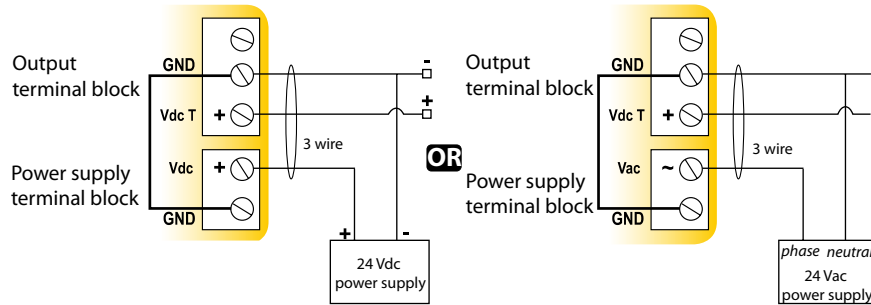 Output
terminal block
GND
Vdc T
+
-
+
3 wire
Power supply
terminal block
Vdc
+
GND
+ -
24 Vdc
power supply
OR
Output
terminal block
GND
Vdc T
+
3 wire
Power supply
terminal block
Vac
~
GND
phase neutral
24 Vac
power supply